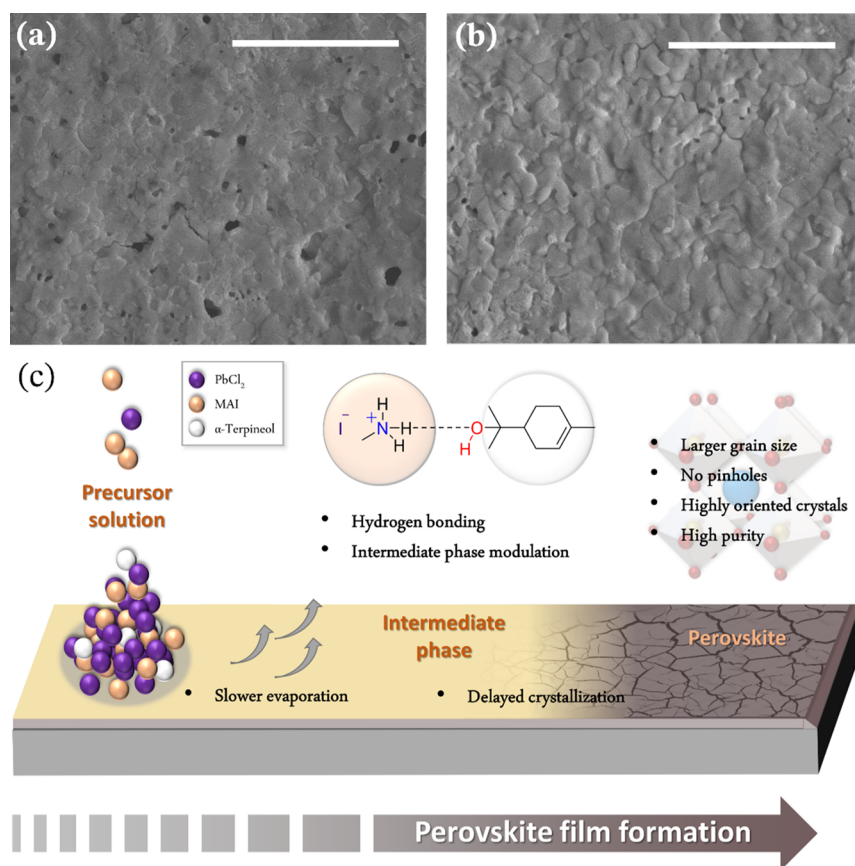 (a)
(b)
(c)
PbCl₂
MAI
α-Terpineol
Precursor
solution
I⁻
H
N⁺
H
H
O
H
• Hydrogen bonding
• Intermediate phase modulation
• Larger grain size
• No pinholes
• Highly oriented crystals
• High purity
Intermediate
phase
Perovskite
• Slower evaporation
• Delayed crystallization
Perovskite film formation